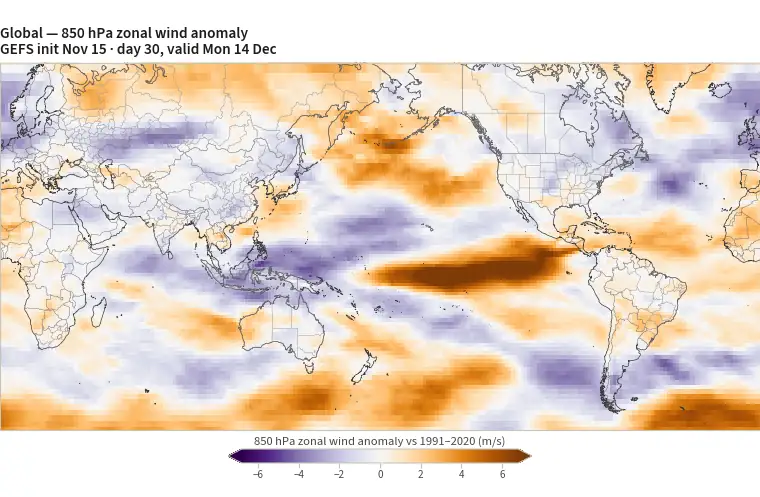 Global — 850 hPa zonal wind anomaly
GEFS init Nov 15 · day 30, valid Mon 14 Dec
850 hPa zonal wind anomaly vs 1991–2020 (m/s)
−6 −4 −2 0 2 4 6